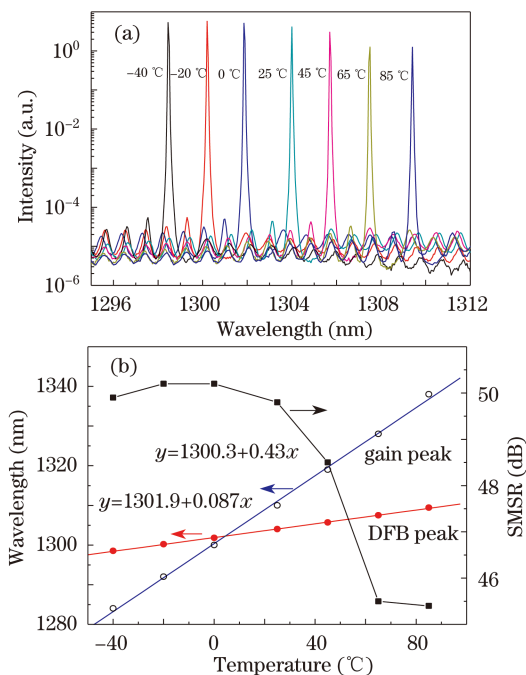 (a)
10⁰
10⁻²
10⁻⁴
10⁻⁶
Intensity (a.u.)
−40 ℃
−20 ℃
0 ℃
25 ℃
45 ℃
65 ℃
85 ℃
1296 1300 1304 1308 1312
Wavelength (nm)
(b)
1340
1320
1300
1280
Wavelength (nm)
50
48
46
SMSR (dB)
y=1300.3+0.43x
gain peak
y=1301.9+0.087x
DFB peak
−40 0 40 80
Temperature (℃)